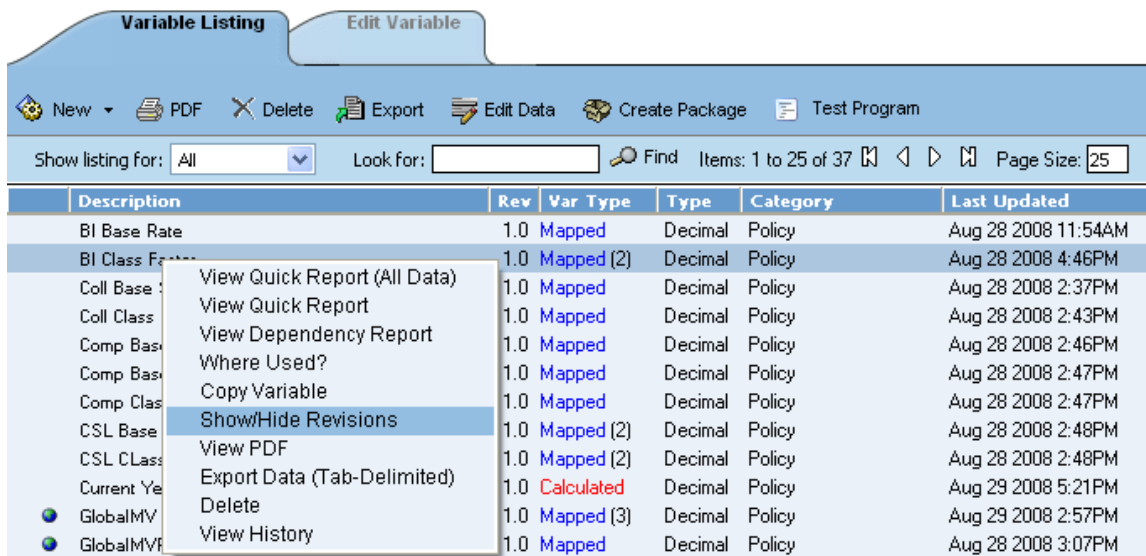 Variable Listing Edit Variable
New PDF Delete Export Edit Data Create Package Test Program
Show listing for: All Look for: Find Items: 1 to 25 of 37 Page Size: 25
Description Rev Var Type Type Category Last Updated
BI Base Rate 1.0 Mapped Decimal Policy Aug 28 2008 11:54AM
BI Class 1.0 Mapped (2) Decimal Policy Aug 28 2008 4:46PM
Coll Base 1.0 Mapped Decimal Policy Aug 28 2008 2:37PM
Coll Class 1.0 Mapped Decimal Policy Aug 28 2008 2:43PM
Comp 1.0 Mapped Decimal Policy Aug 28 2008 2:46PM
Comp 1.0 Mapped Decimal Policy Aug 28 2008 2:47PM
Comp 1.0 Mapped Decimal Policy Aug 28 2008 2:47PM
CSL Base 1.0 Mapped (2) Decimal Policy Aug 28 2008 2:48PM
CSL 1.0 Mapped (2) Decimal Policy Aug 28 2008 2:48PM
Current 1.0 Calculated Decimal Policy Aug 29 2008 5:21PM
GlobalMV 1.0 Mapped (3) Decimal Policy Aug 29 2008 2:57PM
1.0 Mapped Decimal Policy Aug 28 2008 3:07PM
View Quick Report (All Data)
View Quick Report
View Dependency Report
Where Used?
Copy Variable
Show/Hide Revisions
View PDF
Export Data (Tab-Delimited)
Delete
View History